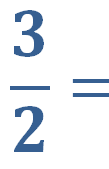 3/2 =